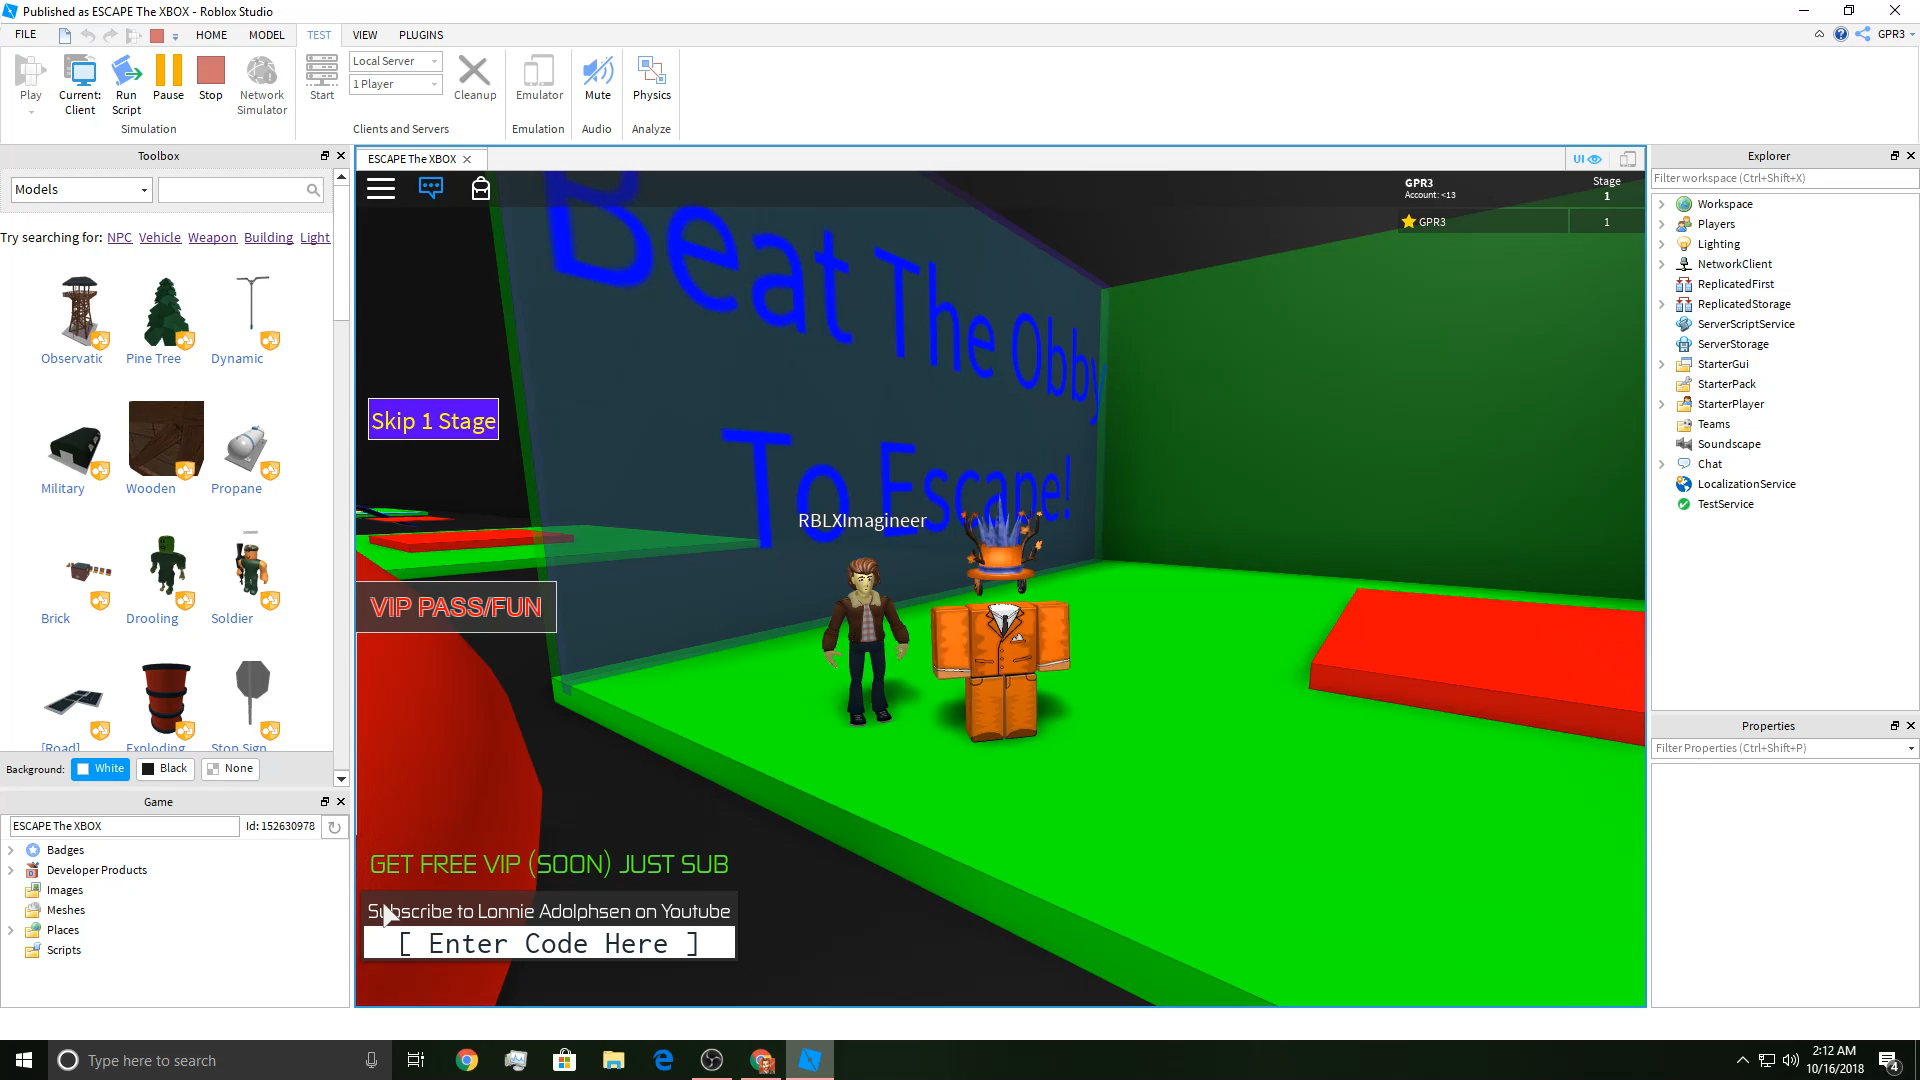 Published as ESCAPE The XBOX - Roblox Studio
FILE HOME MODEL TEST VIEW PLUGINS GPR3
Play
Current: Client
Run Script
Pause
Stop
Network Simulator
Simulation
Start
Local Server
1 Player
Cleanup
Clients and Servers
Emulator
Emulation
Mute
Audio
Physics
Analyze
Toolbox
Models
Try searching for: NPC Vehicle Weapon Building Light
Observatic Pine Tree Dynamic
Military Wooden Propane
Brick Drooling Soldier
[Road] Exploding Stop Sign
Background: White Black None
Game
ESCAPE The XBOX Id: 152630978
Badges
Developer Products
Images
Meshes
Places
Scripts
ESCAPE The XBOX
UI
GPR3
Account: <13
Stage
1
GPR3 1
Beat The Obby
To Escape!
Skip 1 Stage
RBLXImagineer
VIP PASS/FUN
GET FREE VIP (SOON) JUST SUB
Subscribe to Lonnie Adolphsen on Youtube
[ Enter Code Here ]
Explorer
Filter workspace (Ctrl+Shift+X)
Workspace
Players
Lighting
NetworkClient
ReplicatedFirst
ReplicatedStorage
ServerScriptService
ServerStorage
StarterGui
StarterPack
StarterPlayer
Teams
Soundscape
Chat
LocalizationService
TestService
Properties
Filter Properties (Ctrl+Shift+P)
Type here to search
2:12 AM
10/16/2018
4